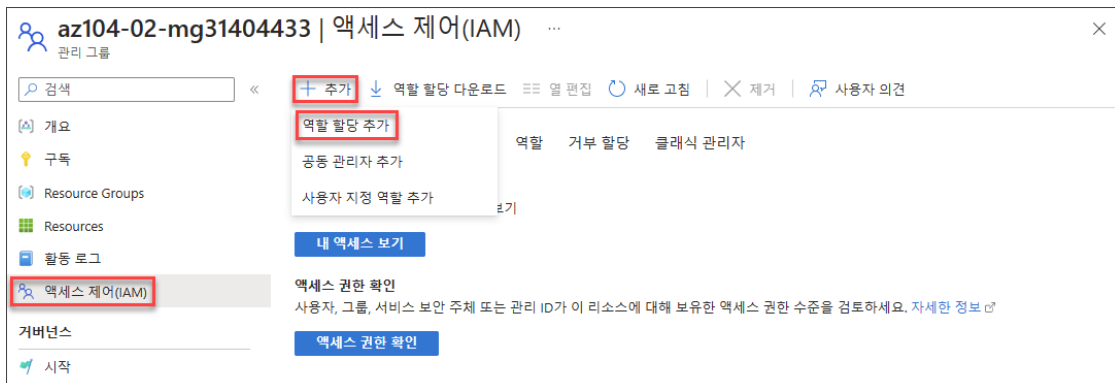 az104-02-mg31404433 | 액세스 제어(IAM) ...
관리 그룹
검색
개요
구독
Resource Groups
Resources
활동 로그
액세스 제어(IAM)
거버넌스
시작
추가 역할 할당 다운로드 열 편집 새로 고침 제거 사용자 의견
역할 할당 추가
공동 관리자 추가
사용자 지정 역할 추가
역할 거부 할당 클래식 관리자
보기
내 액세스 보기
액세스 권한 확인
사용자, 그룹, 서비스 보안 주체 또는 관리 ID가 이 리소스에 대해 보유한 액세스 권한 수준을 검토하세요. 자세한 정보
액세스 권한 확인